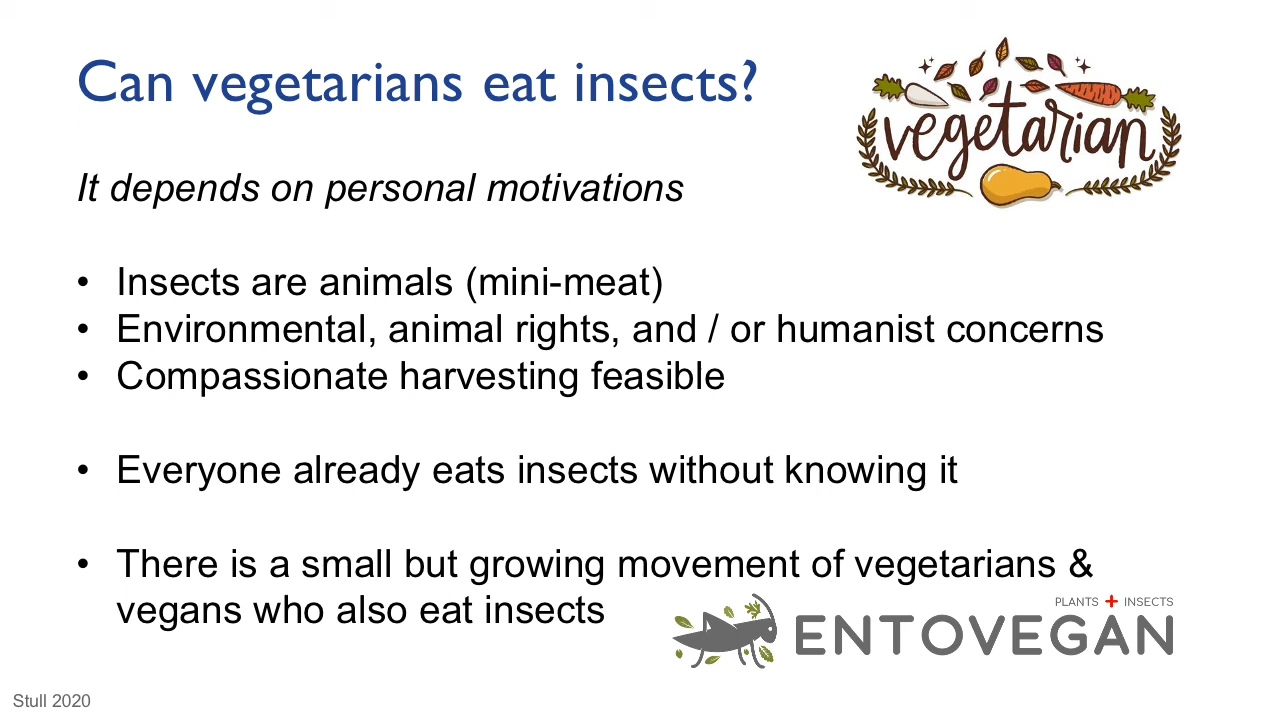 Can vegetarians eat insects?
vegetarian
It depends on personal motivations
• Insects are animals (mini-meat)
• Environmental, animal rights, and / or humanist concerns
• Compassionate harvesting feasible
• Everyone already eats insects without knowing it
• There is a small but growing movement of vegetarians &
vegans who also eat insects
PLANTS + INSECTS
ENTOVEGAN
Stull 2020